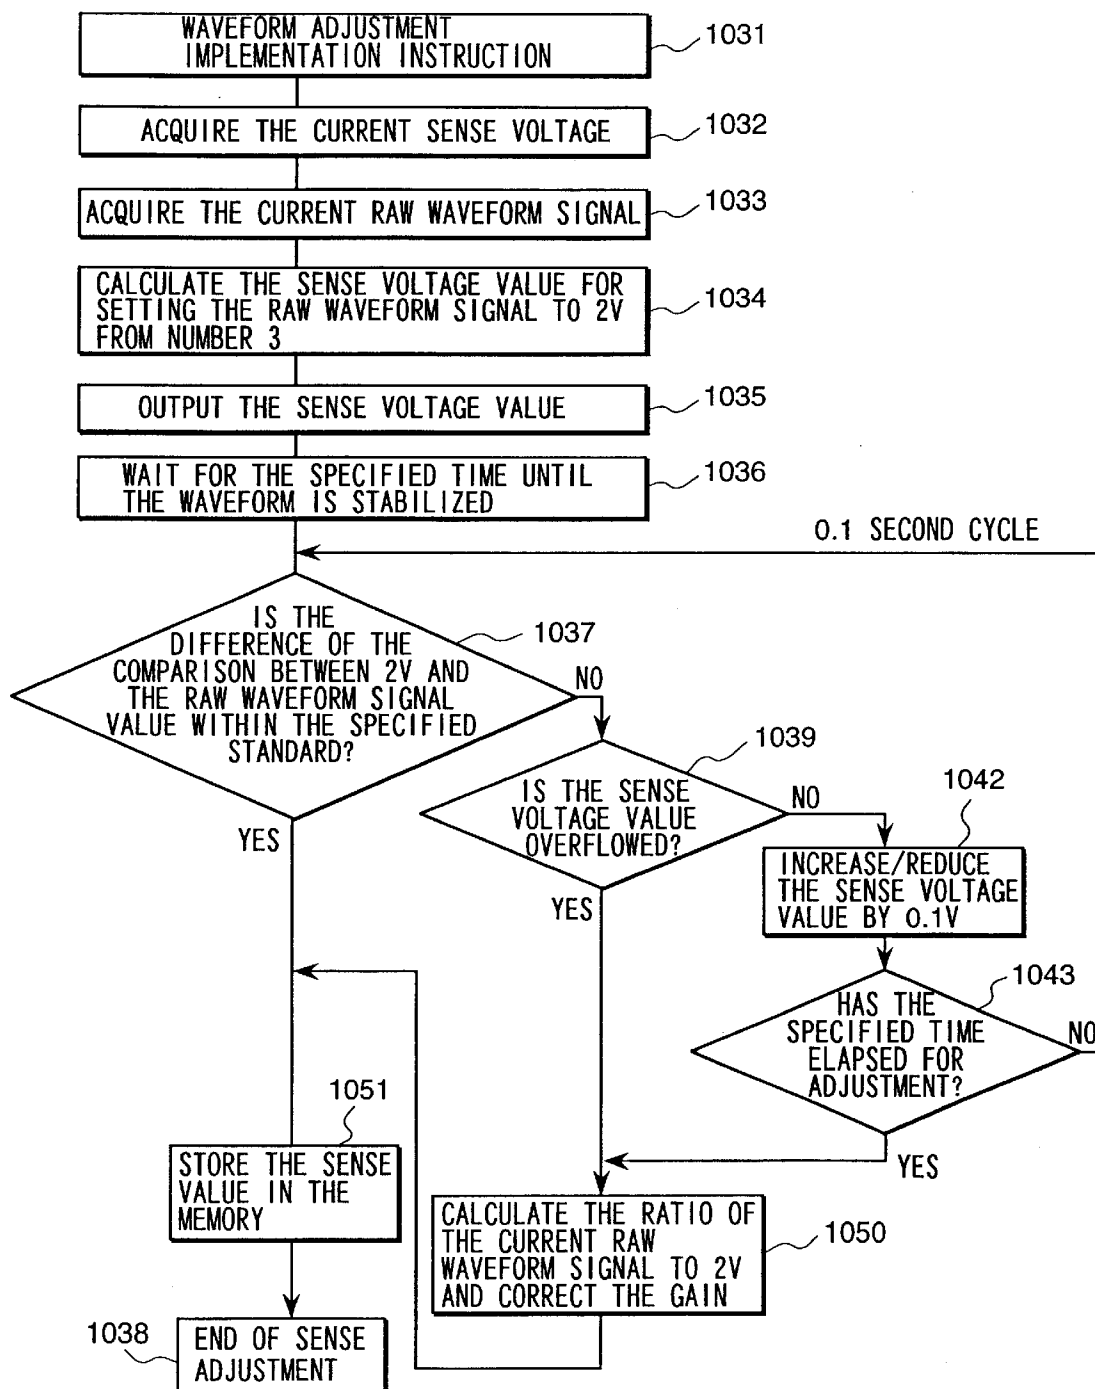 WAVEFORM ADJUSTMENT
IMPLEMENTATION INSTRUCTION
1031
ACQUIRE THE CURRENT SENSE VOLTAGE
1032
ACQUIRE THE CURRENT RAW WAVEFORM SIGNAL
1033
CALCULATE THE SENSE VOLTAGE VALUE FOR
SETTING THE RAW WAVEFORM SIGNAL TO 2V
FROM NUMBER 3
1034
OUTPUT THE SENSE VOLTAGE VALUE
1035
WAIT FOR THE SPECIFIED TIME UNTIL
THE WAVEFORM IS STABILIZED
1036
0.1 SECOND CYCLE
IS THE
DIFFERENCE OF THE
COMPARISON BETWEEN 2V AND
THE RAW WAVEFORM SIGNAL
VALUE WITHIN THE SPECIFIED
STANDARD?
1037
NO
YES
IS THE SENSE
VOLTAGE VALUE
OVERFLOWED?
1039
NO
YES
INCREASE/REDUCE
THE SENSE VOLTAGE
VALUE BY 0.1V
1042
HAS THE
SPECIFIED TIME
ELAPSED FOR
ADJUSTMENT?
1043
NO
YES
CALCULATE THE RATIO OF
THE CURRENT RAW
WAVEFORM SIGNAL TO 2V
AND CORRECT THE GAIN
1050
STORE THE SENSE
VALUE IN THE
MEMORY
1051
END OF SENSE
ADJUSTMENT
1038